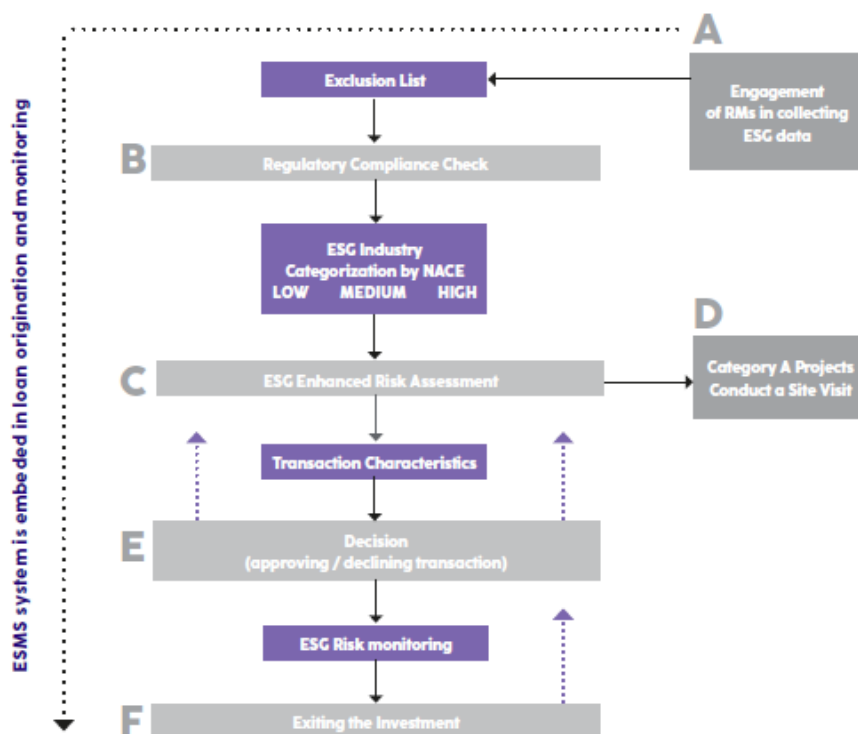 A
Exclusion List
Engagement
of RMs in collecting
ESG data
B
Regulatory Compliance Check
ESG Industry
Categorization by NACE
LOW MEDIUM HIGH
D
C
ESG Enhanced Risk Assessment
Category A Projects
Conduct a Site Visit
Transaction Characteristics
E
Decision
(approving / declining transaction)
ESG Risk monitoring
F
Exiting the Investment
ESMS system is embeded in loan origination and monitoring